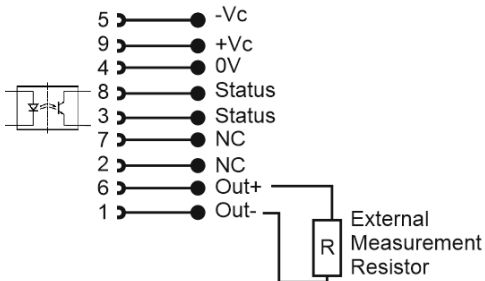 5 -Vc
9 +Vc
4 0V
8 Status
3 Status
7 NC
2 NC
6 Out+
1 Out-
R
External
Measurement
Resistor